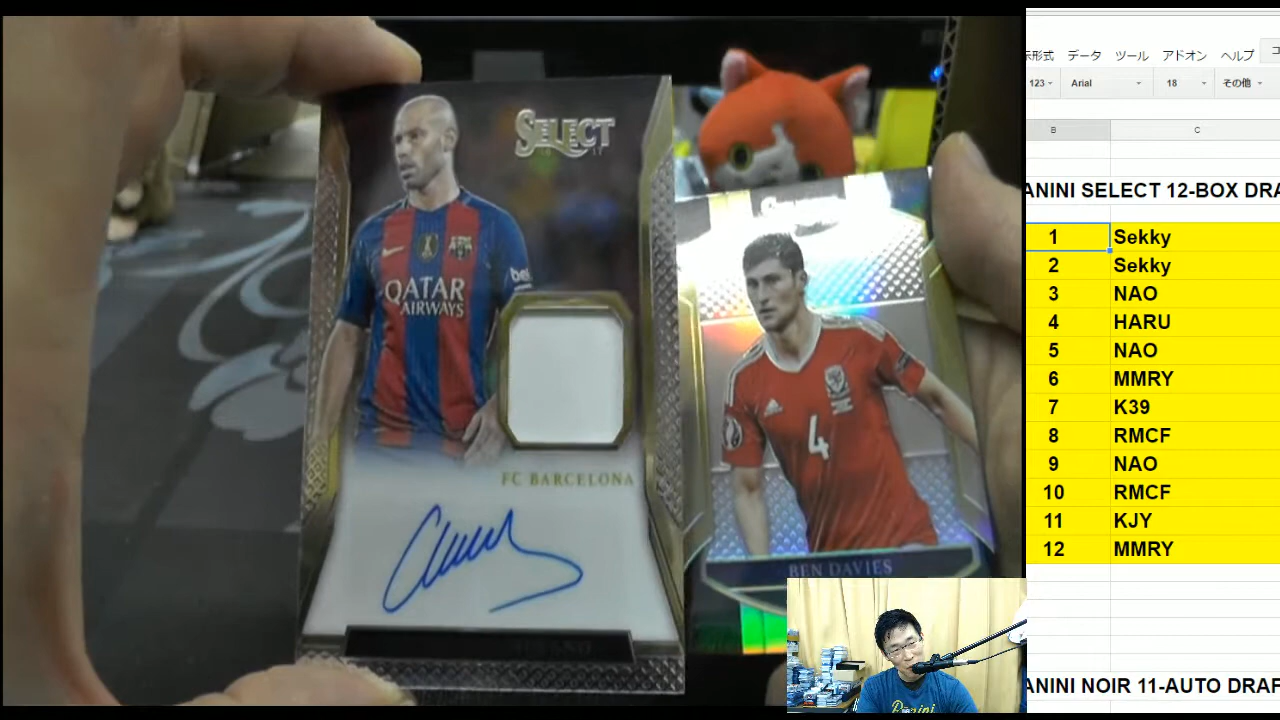 SELECT
QATAR
AIRWAYS
beko
FC BARCELONA
4
BEN DAVIES
示形式 データ ツール アドオン ヘルプ
123 Arial 18 その他
B C
ANINI SELECT 12-BOX DRA
1 Sekky
2 Sekky
3 NAO
4 HARU
5 NAO
6 MMRY
7 K39
8 RMCF
9 NAO
10 RMCF
11 KJY
12 MMRY
ANINI NOIR 11-AUTO DRAF
Panini